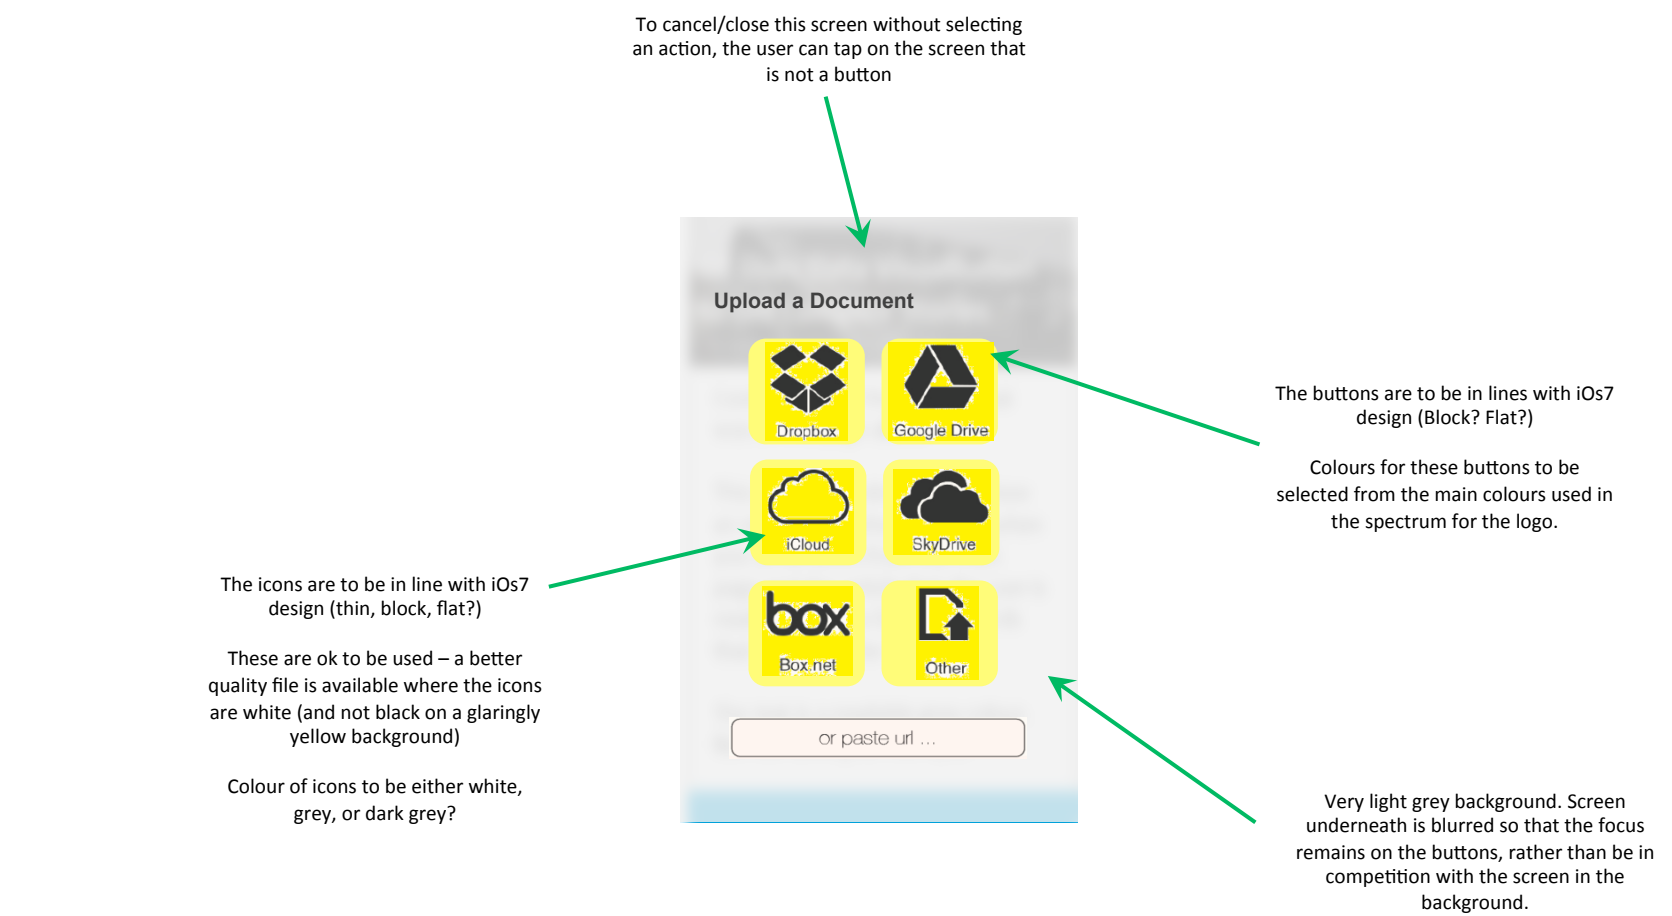 To cancel/close this screen without selecting
an action, the user can tap on the screen that
is not a button
Upload a Document
Dropbox
Google Drive
iCloud
SkyDrive
box
Box.net
Other
or paste url ...
The buttons are to be in lines with iOs7
design (Block? Flat?)
Colours for these buttons to be
selected from the main colours used in
the spectrum for the logo.
The icons are to be in line with iOs7
design (thin, block, flat?)
These are ok to be used – a better
quality file is available where the icons
are white (and not black on a glaringly
yellow background)
Colour of icons to be either white,
grey, or dark grey?
Very light grey background. Screen
underneath is blurred so that the focus
remains on the buttons, rather than be in
competition with the screen in the
background.